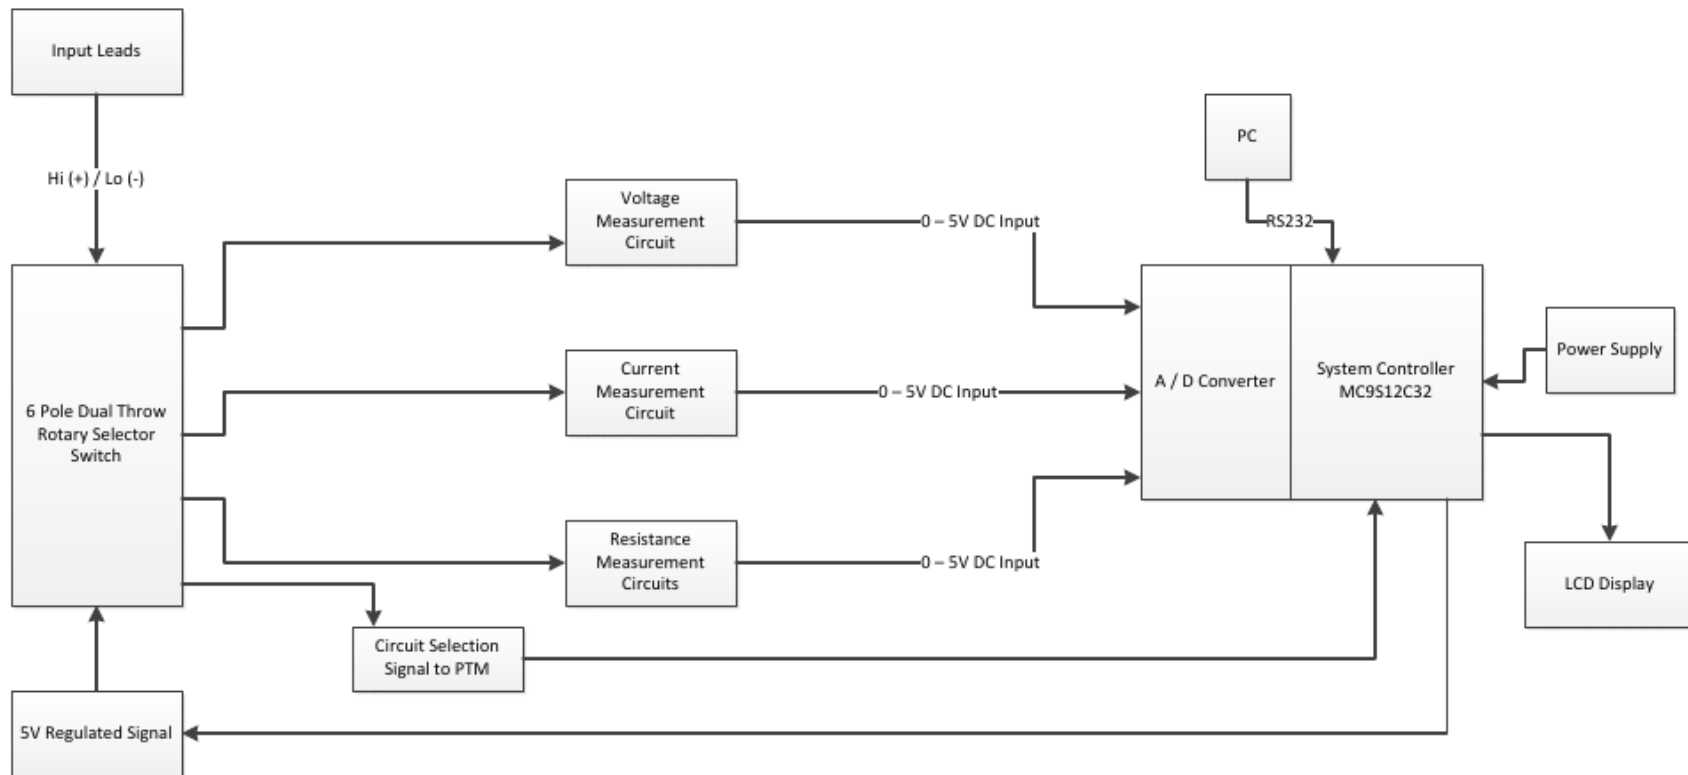 Input Leads
PC
Hi (+) / Lo (-)
Voltage
Measurement
Circuit
0 – 5V DC Input
RS232
6 Pole Dual Throw
Rotary Selector
Switch
Current
Measurement
Circuit
0 – 5V DC Input
A / D Converter
System Controller
MC9S12C32
Power Supply
Resistance
Measurement
Circuits
0 – 5V DC Input
LCD Display
Circuit Selection
Signal to PTM
5V Regulated Signal